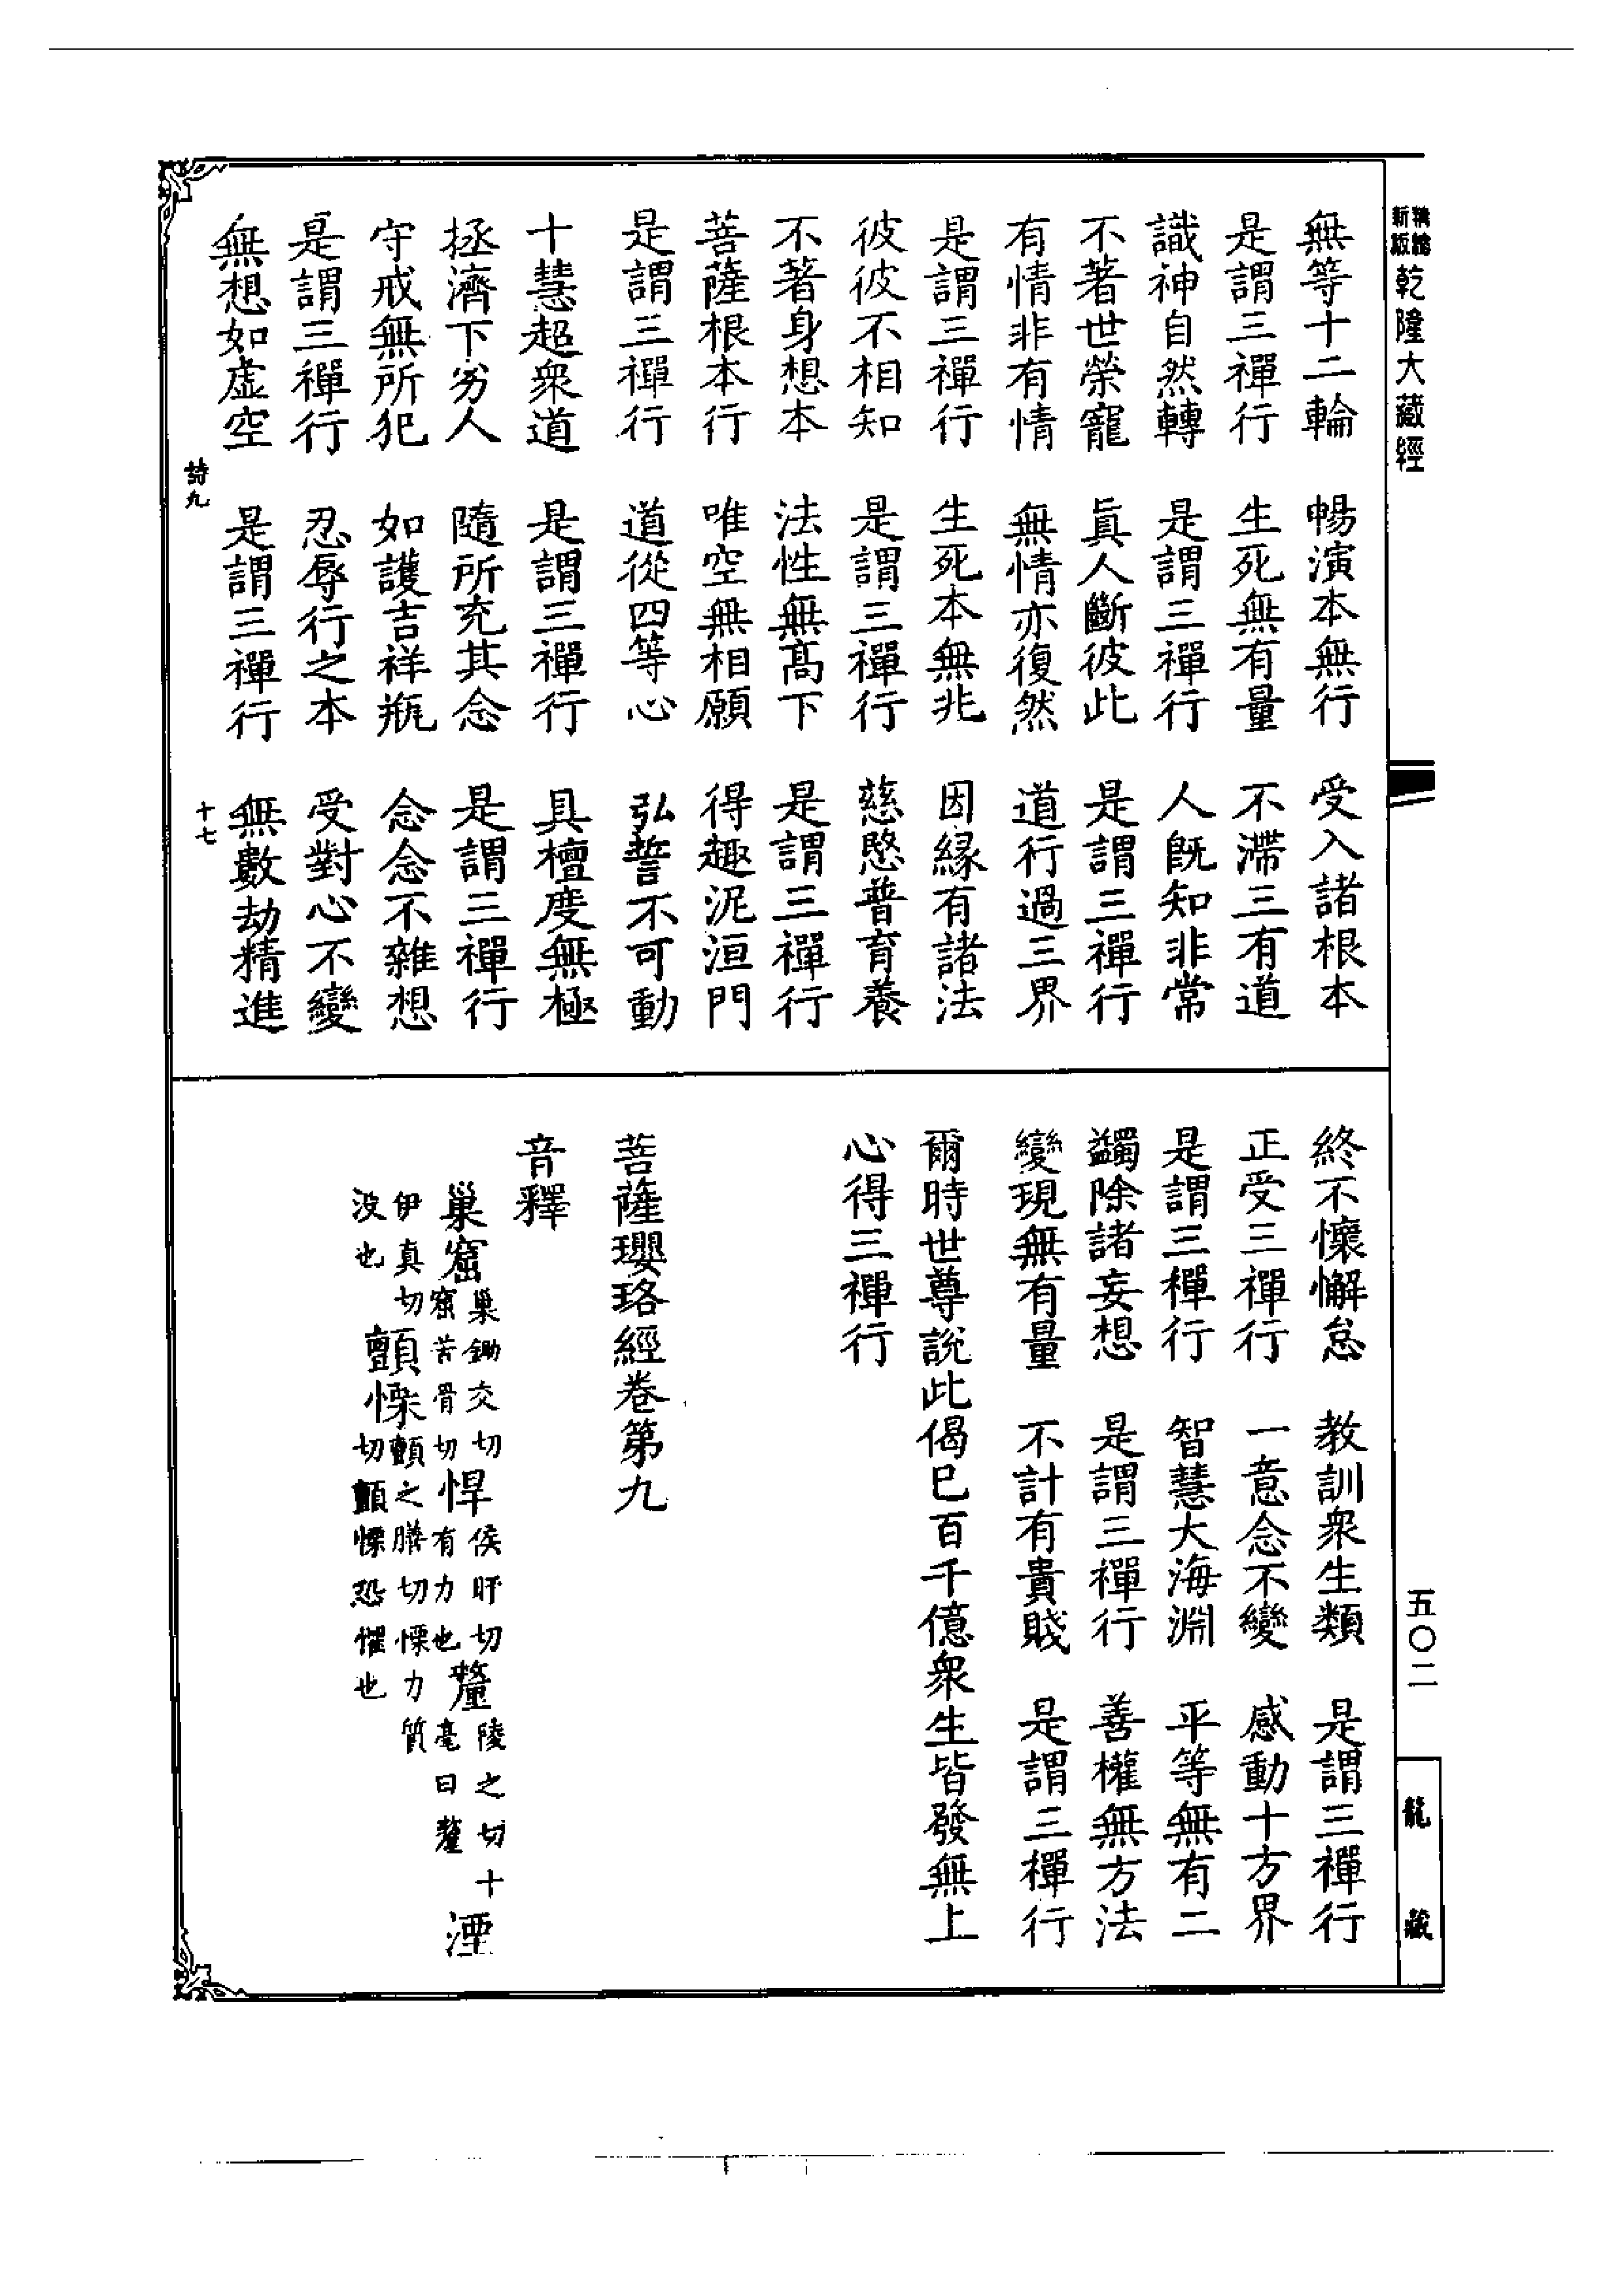 乾隆大藏經
無等十二輪　暢演本無行　受入諸根本
是謂三禪行　生死無有量　不滯三有道
識神自然轉　是謂三禪行　人旣知非常
不著世榮寵　眞人斷彼此　是謂三禪行
有情非有情　無情亦復然　道行過三界
是謂三禪行　生死本無兆　因緣有諸法
彼彼不相知　是謂三禪行　慈愍普育養
不著身想本　法性無髙下　是謂三禪行
菩薩根本行　唯空無相願　得趣泥洹門
是謂三禪行　道從四等心　弘誓不可動
十慧超衆道　是謂三禪行　具檀度無極
拯濟下劣人　隨所充其念　是謂三禪行
守戒無所犯　如護吉祥瓶　念念不雜想
是謂三禪行　忍辱行之本　受對心不變
無想如虛空　是謂三禪行　無數劫精進
詩九　十七
終不懷懈怠　教訓衆生類　是謂三禪行
正受三禪行　一意念不變　感動十方界
是謂三禪行　智慧大海淵　平等無有二
蠲除諸妄想　是謂三禪行　善權無方法
變現無有量　不計有貴賤　是謂三禪行
爾時世尊說此偈巳百千億衆生皆發無上
心得三禪行
菩薩瓔珞經卷第九
音釋
巢窟 巢鋤交切窟苦骨切 悍 侯旰切有力也 釐 陵之切十毫曰釐 湮
伊真切没也 顫慄 顫之膳切慄力質切顫慄恐懼也
五〇二
龍藏